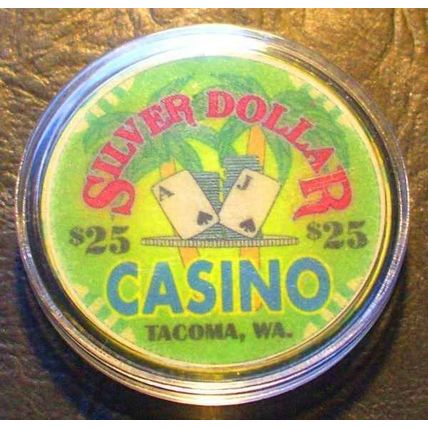 SILVER DOLLAR
A J
$25 $25
CASINO
TACOMA, WA.